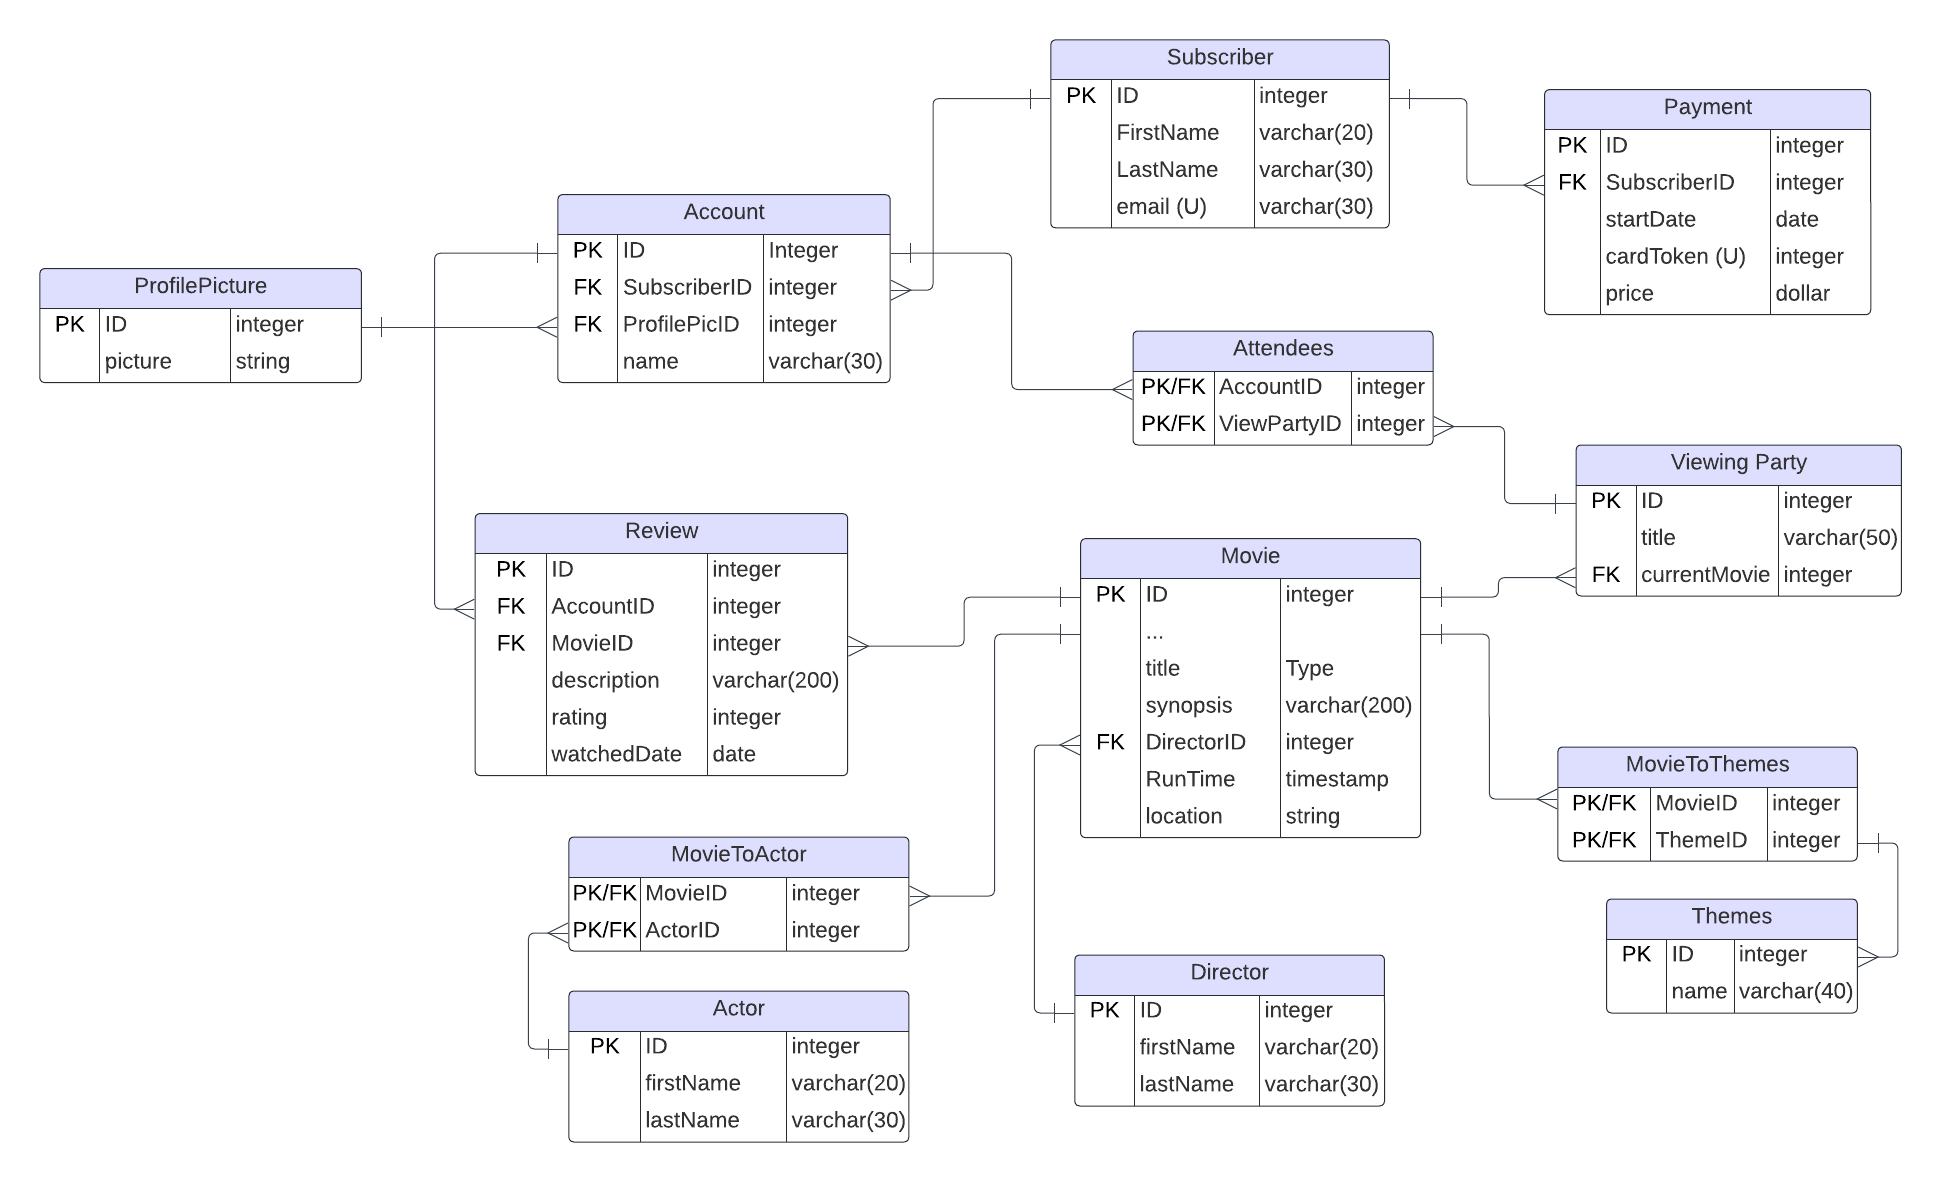 Subscriber
PK ID integer
FirstName varchar(20)
LastName varchar(30)
email (U) varchar(30)
Payment
PK ID integer
FK SubscriberID integer
startDate date
cardToken (U) integer
price dollar
Account
PK ID Integer
FK SubscriberID integer
FK ProfilePicID integer
name varchar(30)
ProfilePicture
PK ID integer
picture string
Attendees
PK/FK AccountID integer
PK/FK ViewPartyID integer
Viewing Party
PK ID integer
title varchar(50)
FK currentMovie integer
Review
PK ID integer
FK AccountID integer
FK MovieID integer
description varchar(200)
rating integer
watchedDate date
Movie
PK ID integer
...
title Type
synopsis varchar(200)
FK DirectorID integer
RunTime timestamp
location string
MovieToThemes
PK/FK MovieID integer
PK/FK ThemeID integer
MovieToActor
PK/FK MovieID integer
PK/FK ActorID integer
Themes
PK ID integer
name varchar(40)
Director
PK ID integer
firstName varchar(20)
lastName varchar(30)
Actor
PK ID integer
firstName varchar(20)
lastName varchar(30)